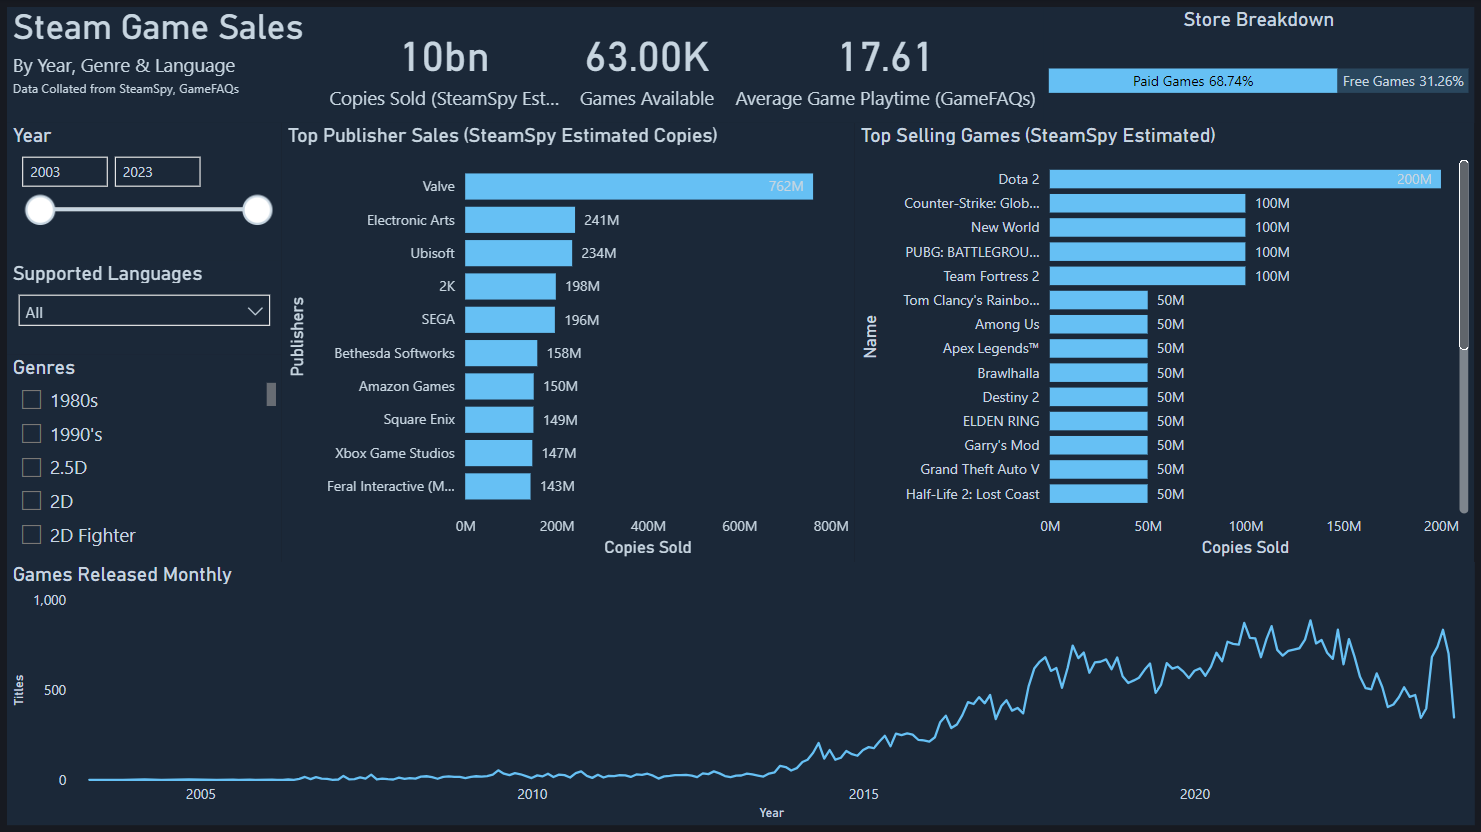 Steam Game Sales
By Year, Genre & Language
Data Collated from SteamSpy, GameFAQs
10bn
Copies Sold (SteamSpy Est...
63.00K
Games Available
17.61
Average Game Playtime (GameFAQs)
Store Breakdown
Paid Games 68.74%
Free Games 31.26%
Year
2003
2023
Supported Languages
All
Genres
1980s
1990's
2.5D
2D
2D Fighter
Top Publisher Sales (SteamSpy Estimated Copies)
Publishers
Valve 762M
Electronic Arts 241M
Ubisoft 234M
2K 198M
SEGA 196M
Bethesda Softworks 158M
Amazon Games 150M
Square Enix 149M
Xbox Game Studios 147M
Feral Interactive (M... 143M
0M 200M 400M 600M 800M
Copies Sold
Top Selling Games (SteamSpy Estimated)
Name
Dota 2 200M
Counter-Strike: Glob... 100M
New World 100M
PUBG: BATTLEGROU... 100M
Team Fortress 2 100M
Tom Clancy's Rainbo... 50M
Among Us 50M
Apex Legends™ 50M
Brawlhalla 50M
Destiny 2 50M
ELDEN RING 50M
Garry's Mod 50M
Grand Theft Auto V 50M
Half-Life 2: Lost Coast 50M
0M 50M 100M 150M 200M
Copies Sold
Games Released Monthly
Titles
1,000
500
0
2005 2010 2015 2020
Year